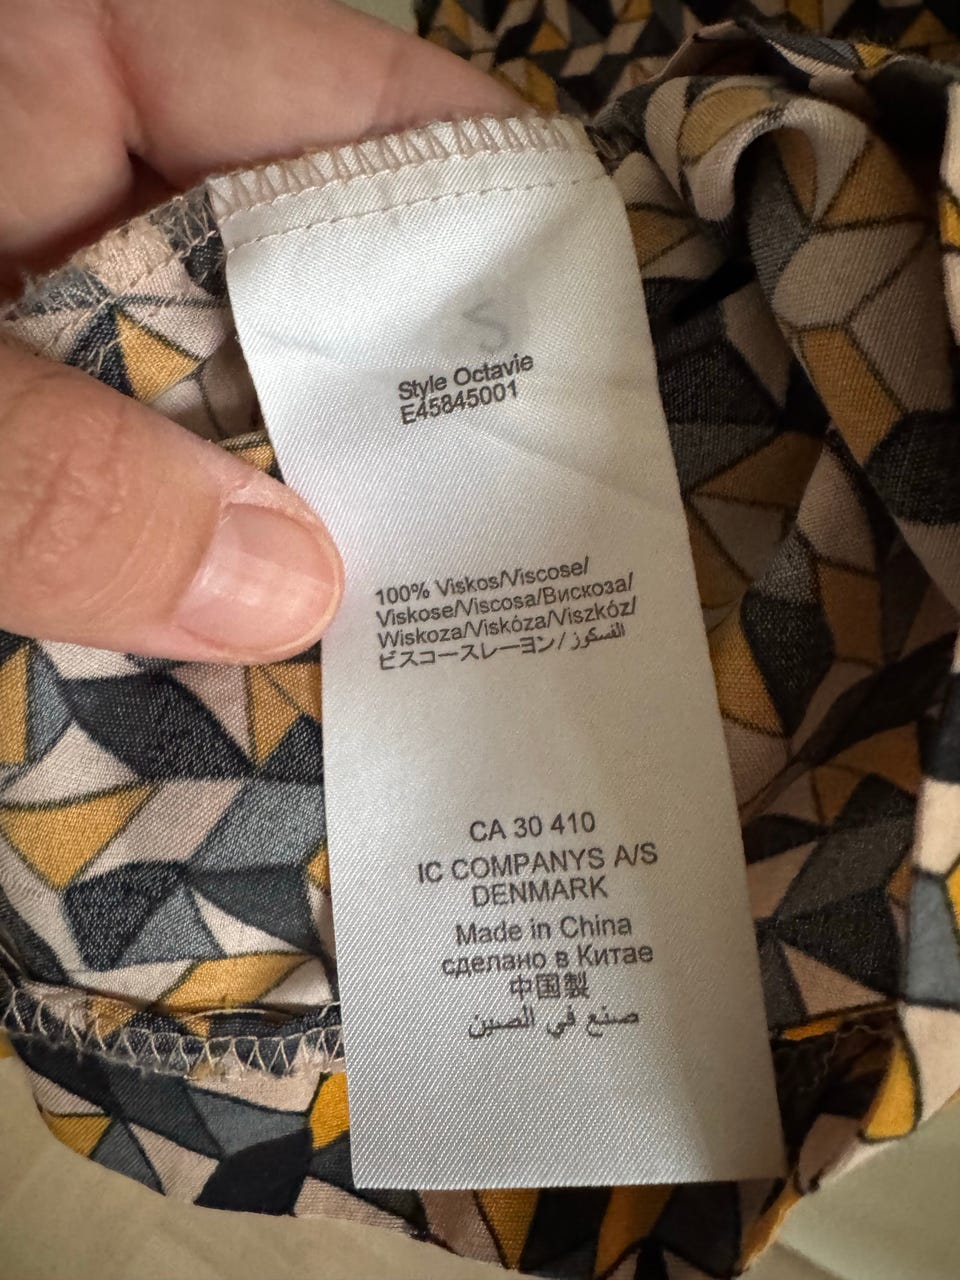 S
Style Octavie
E45845001
100% Viskos/Viscose/
Viskose/Viscosa/Вискоза/
Wiskoza/Viskóza/Viszkóz/
ビスコースレーヨン/الفسكوز
CA 30 410
IC COMPANYS A/S
DENMARK
Made in China
сделано в Китае
中国製
صنع في الصين